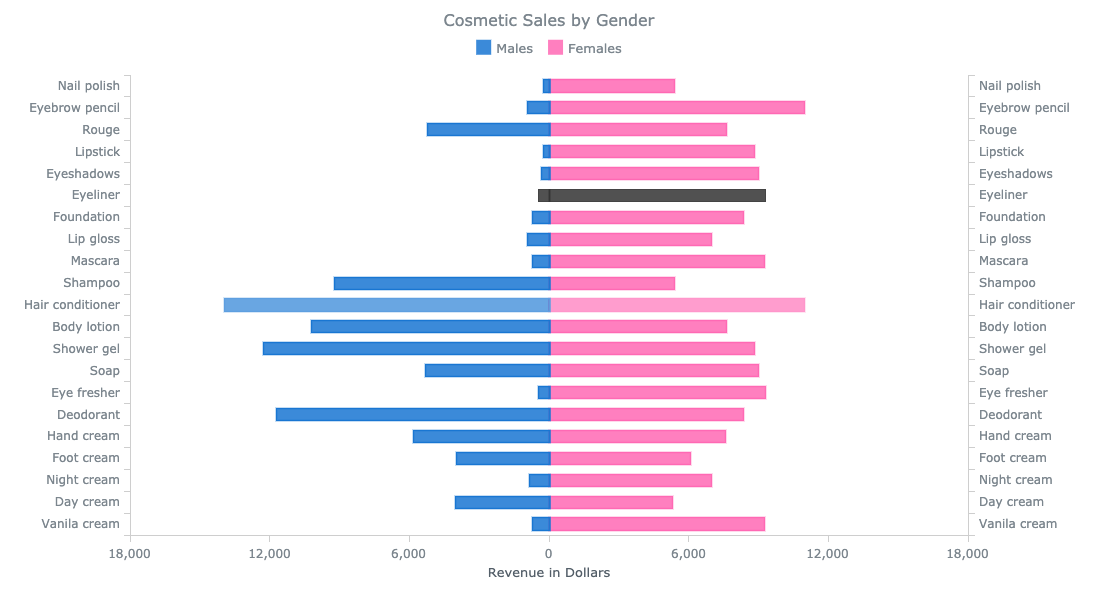 Cosmetic Sales by Gender
Males Females
Nail polish Nail polish
Eyebrow pencil Eyebrow pencil
Rouge Rouge
Lipstick Lipstick
Eyeshadows Eyeshadows
Eyeliner Eyeliner
Foundation Foundation
Lip gloss Lip gloss
Mascara Mascara
Shampoo Shampoo
Hair conditioner Hair conditioner
Body lotion Body lotion
Shower gel Shower gel
Soap Soap
Eye fresher Eye fresher
Deodorant Deodorant
Hand cream Hand cream
Foot cream Foot cream
Night cream Night cream
Day cream Day cream
Vanila cream Vanila cream
18,000 12,000 6,000 0 6,000 12,000 18,000
Revenue in Dollars